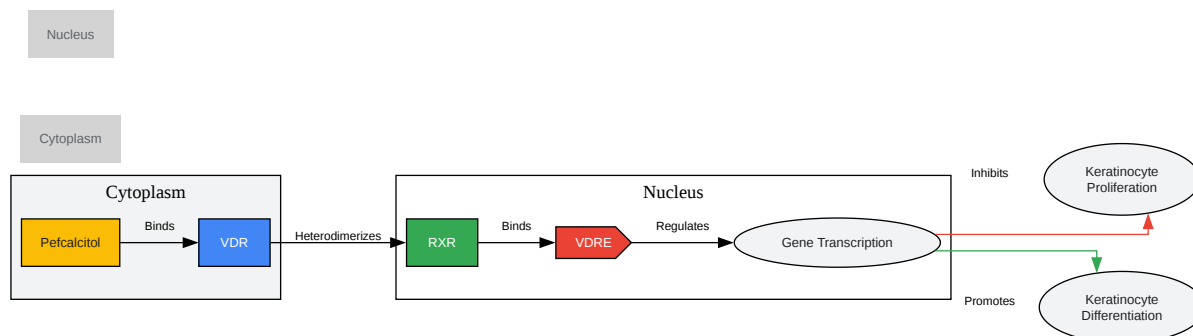 Nucleus
Cytoplasm
Cytoplasm
Nucleus
Pefcalcitol
Binds
VDR
Heterodimerizes
RXR
Binds
VDRE
Regulates
Gene Transcription
Inhibits
Keratinocyte
Proliferation
Promotes
Keratinocyte
Differentiation